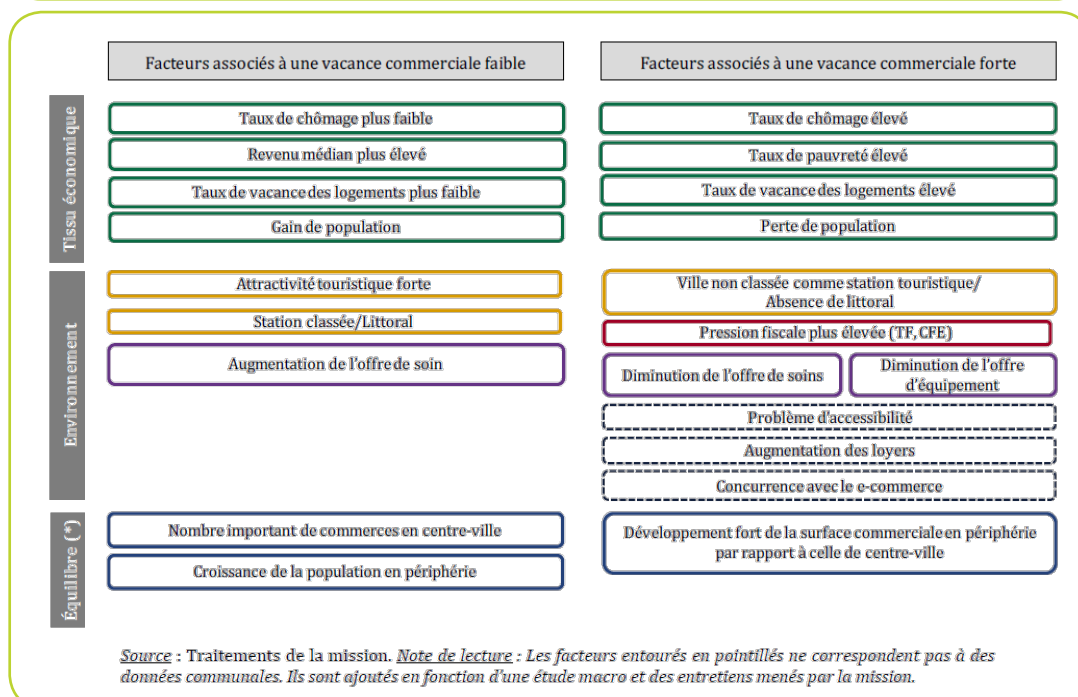 Facteurs associés à une vacance commerciale faible
Facteurs associés à une vacance commerciale forte
Tissu économique
Taux de chômage plus faible
Taux de chômage élevé
Revenu médian plus élevé
Taux de pauvreté élevé
Taux de vacance des logements plus faible
Taux de vacance des logements élevé
Gain de population
Perte de population
Environnement
Attractivité touristique forte
Station classée/Littoral
Augmentation de l'offre de soin
Ville non classée comme station touristique/
Absence de littoral
Pression fiscale plus élevée (TF, CFE)
Diminution de l'offre de soins
Diminution de l'offre
d'équipement
Problème d'accessibilité
Augmentation des loyers
Concurrence avec le e-commerce
Équilibre (*)
Nombre important de commerces en centre-ville
Croissance de la population en périphérie
Développement fort de la surface commerciale en périphérie
par rapport à celle de centre-ville
Source : Traitements de la mission. Note de lecture : Les facteurs entourés en pointillés ne correspondent pas à des
données communales. Ils sont ajoutés en fonction d'une étude macro et des entretiens menés par la mission.